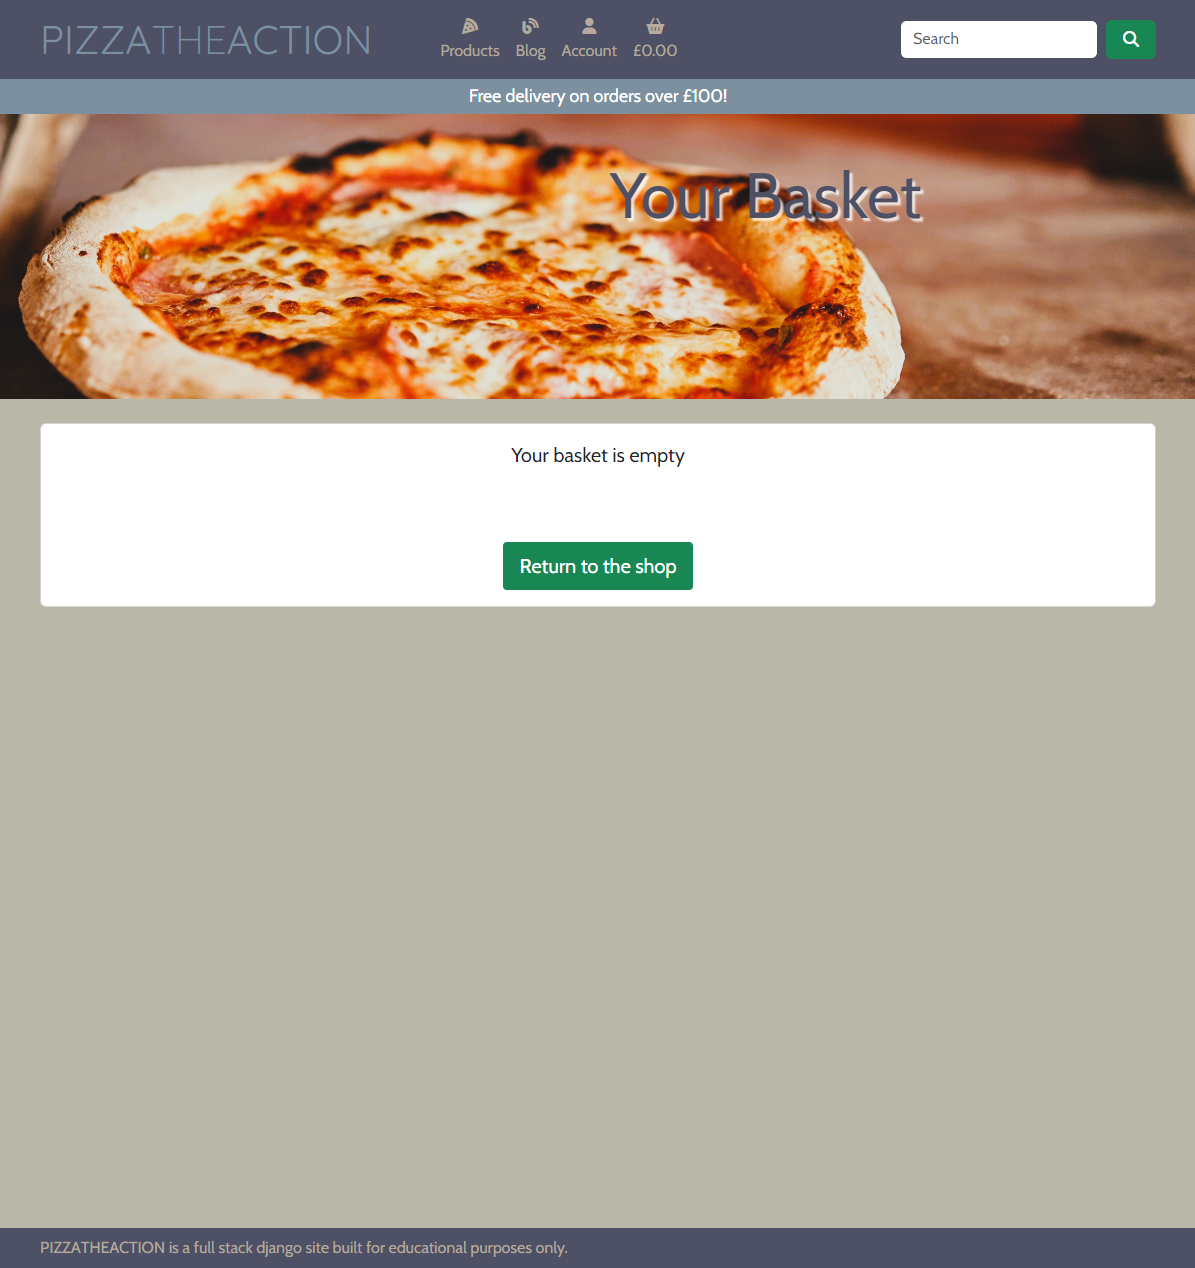 PIZZATHEACTION
Products
Blog
Account
£0.00
Search
Free delivery on orders over £100!
Your Basket
Your basket is empty
Return to the shop
PIZZATHEACTION is a full stack django site built for educational purposes only.